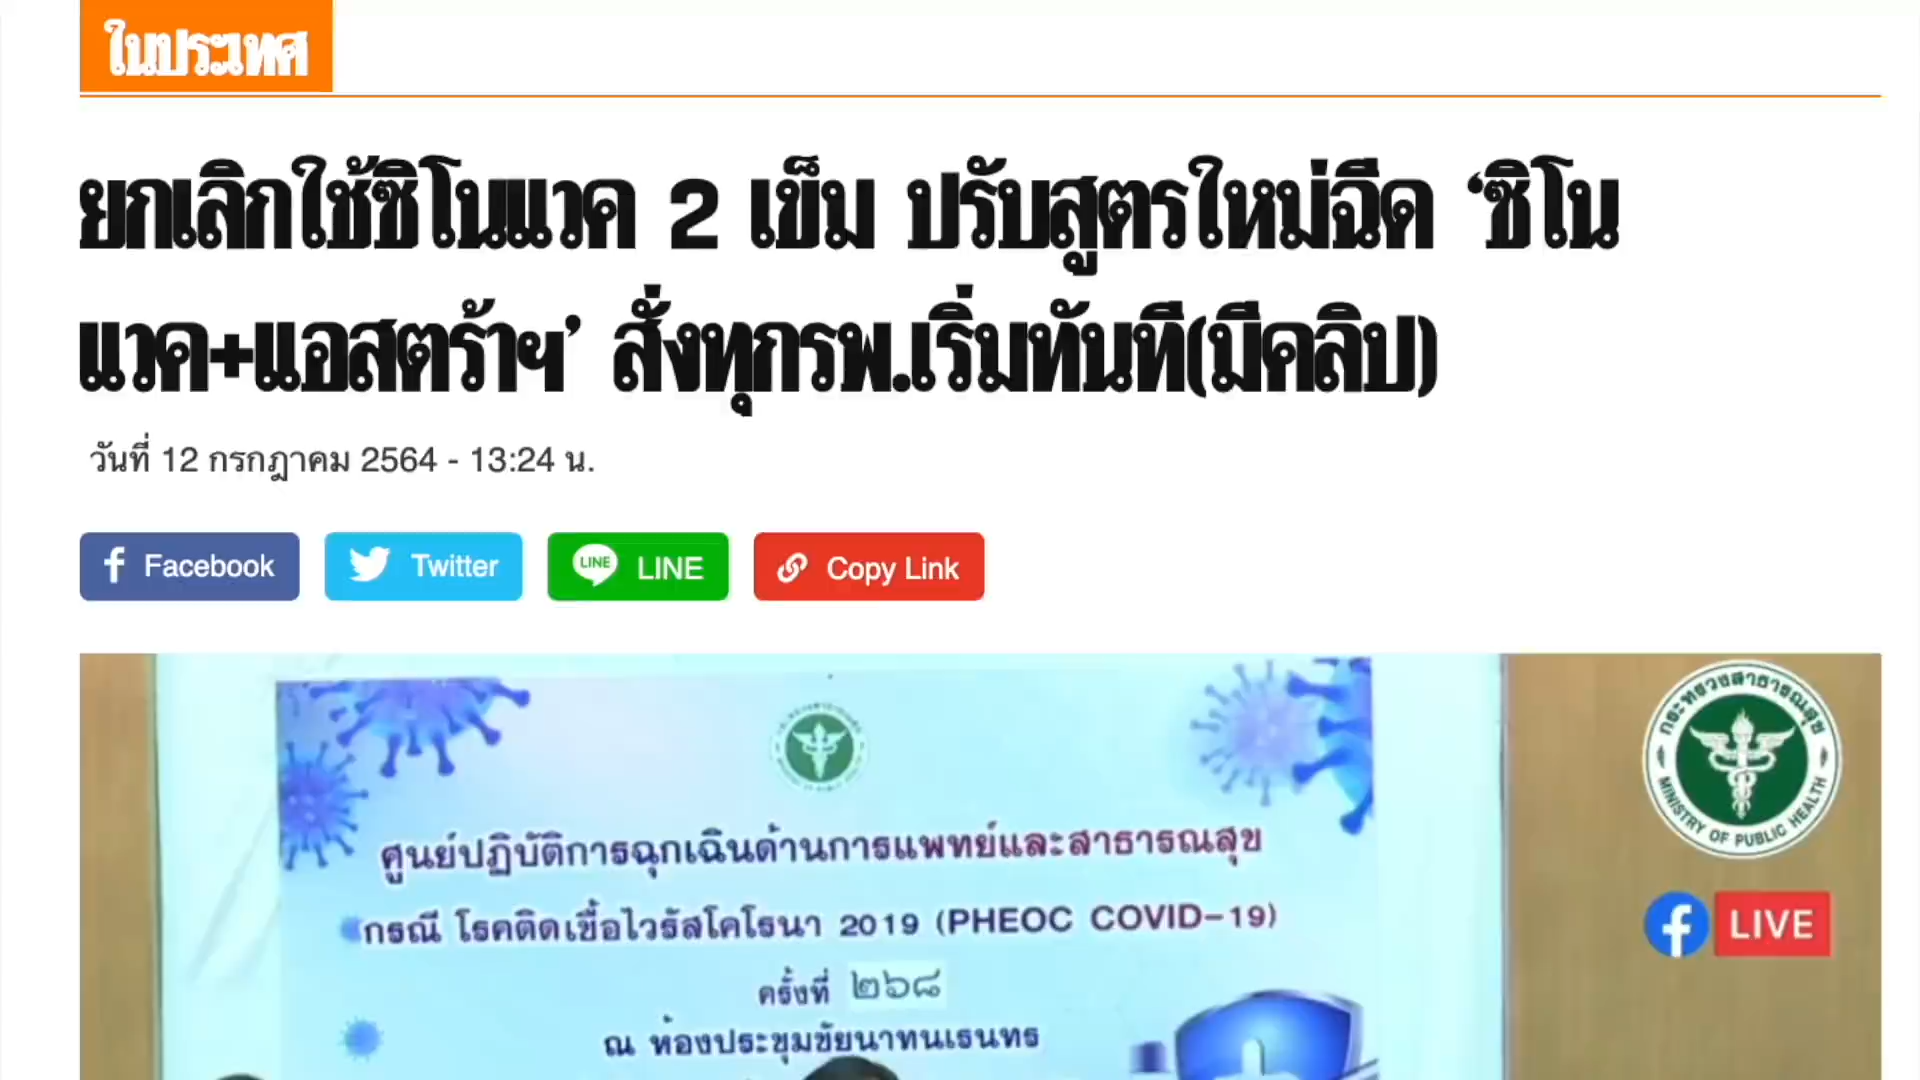 ในประเทศ
ยกเลิกใช้ซิโนแวค 2 เข็ม ปรับสูตรใหม่ฉีด ‘ซิโน
แวค+แอสตร้าฯ’ สั่งทุกรพ.เริ่มทันที(มีคลิป)
วันที่ 12 กรกฎาคม 2564 - 13:24 น.
Facebook
Twitter
LINE LINE
Copy Link
กระทรวงสาธารณสุข
MINISTRY OF PUBLIC HEALTH
LIVE
ศูนย์ปฏิบัติการฉุกเฉินด้านการแพทย์และสาธารณสุข
กรณี โรคติดเชื้อไวรัสโคโรนา 2019 (PHEOC COVID-19)
ครั้งที่ ๒๖๘
ณ ห้องประชุมชัยนาทนเรนทร